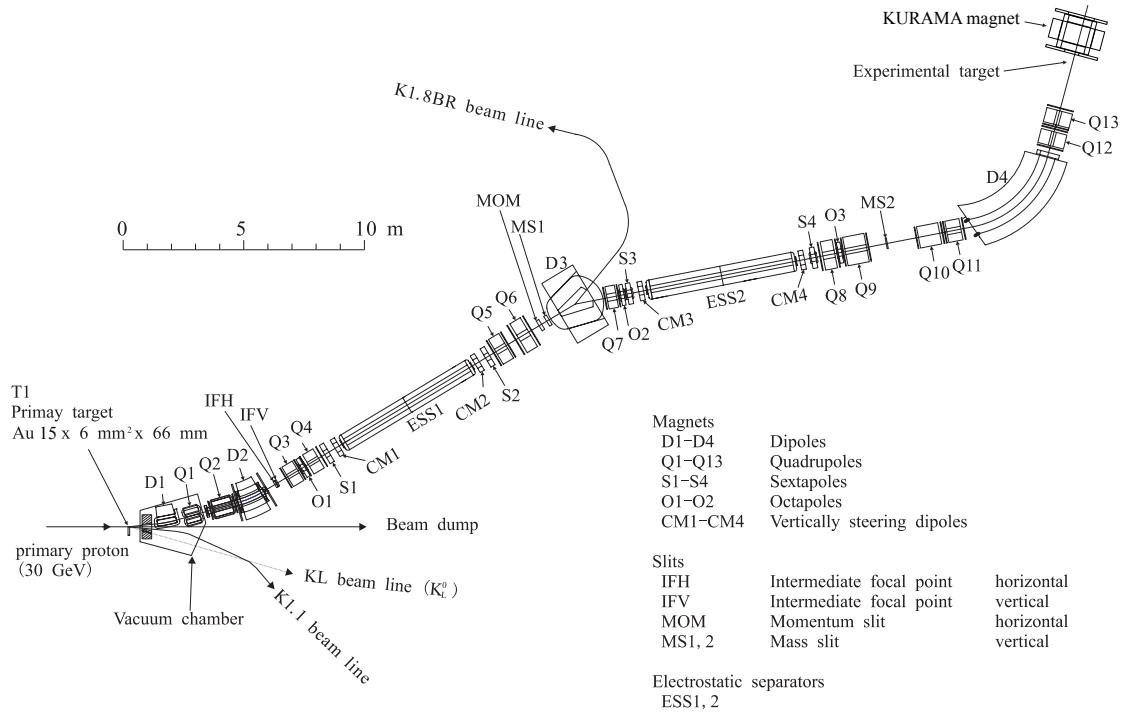 KURAMA magnet
Experimental target
K1.8BR beam line
Q13
Q12
D4
MOM
MS1
MS2
O3
S4
0 5 10 m
D3
S3
Q10
Q11
Q9
Q8
CM4
ESS2
CM3
O2
Q7
Q6
Q5
S2
CM2
ESS1
T1
Primay target
Au 15 x 6 mm² x 66 mm
IFH
IFV
Q4
Q3
CM1
S1
O1
D2
Q2
Q1
D1
Beam dump
primary proton
(30 GeV)
KL beam line (K⁰_L)
K1.1 beam line
Vacuum chamber
Magnets
D1-D4 Dipoles
Q1-Q13 Quadrupoles
S1-S4 Sextapoles
O1-O2 Octapoles
CM1-CM4 Vertically steering dipoles
Slits
IFH Intermediate focal point horizontal
IFV Intermediate focal point vertical
MOM Momentum slit horizontal
MS1, 2 Mass slit vertical
Electrostatic separators
ESS1, 2